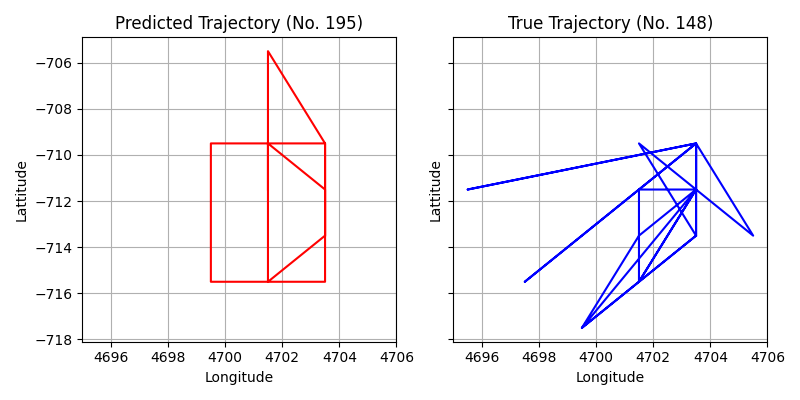 Predicted Trajectory (No. 195)
True Trajectory (No. 148)
Lattitude
−706
−708
−710
−712
−714
−716
−718
4696 4698 4700 4702 4704 4706
Longitude
Lattitude
4696 4698 4700 4702 4704 4706
Longitude